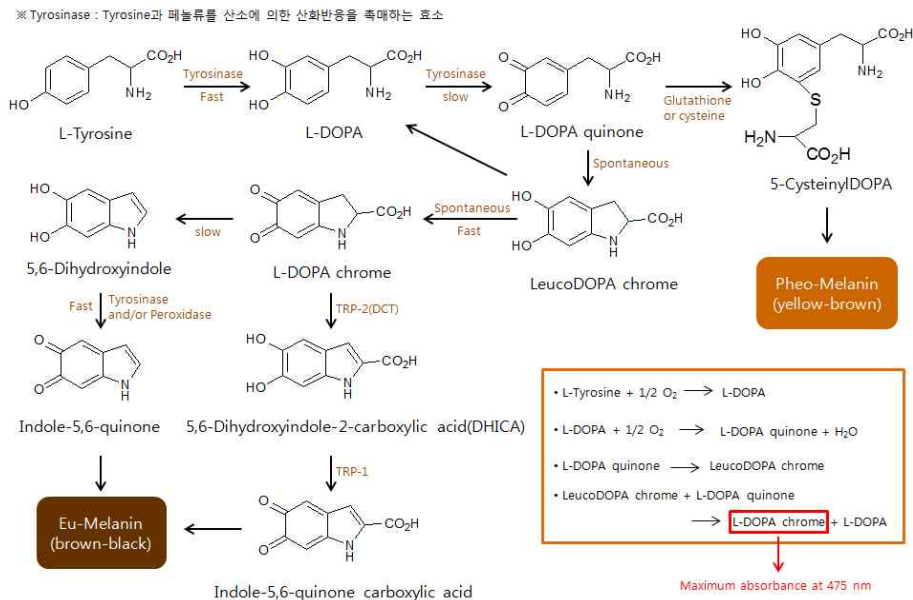 ※ Tyrosinase : Tyrosine과 페놀류를 산소에 의한 산화반응을 촉매하는 효소
CO₂H
NH₂
HO
L-Tyrosine
Tyrosinase
Fast
HO
HO
CO₂H
NH₂
L-DOPA
Tyrosinase
slow
O
O
CO₂H
NH₂
L-DOPA quinone
Glutathione
or cysteine
HO
HO
CO₂H
NH₂
S
H₂N
CO₂H
5-CysteinylDOPA
Spontaneous
HO
HO
N
H
CO₂H
LeucoDOPA chrome
Spontaneous
Fast
O
O
N
H
CO₂H
L-DOPA chrome
slow
HO
HO
N
H
5,6-Dihydroxyindole
Pheo-Melanin
(yellow-brown)
Fast
Tyrosinase
and/or Peroxidase
TRP-2(DCT)
O
O
N
H
Indole-5,6-quinone
HO
HO
N
H
CO₂H
5,6-Dihydroxyindole-2-carboxylic acid(DHICA)
TRP-1
Eu-Melanin
(brown-black)
O
O
N
H
CO₂H
Indole-5,6-quinone carboxylic acid
• L-Tyrosine + 1/2 O₂ → L-DOPA
• L-DOPA + 1/2 O₂ → L-DOPA quinone + H₂O
• L-DOPA quinone → LeucoDOPA chrome
• LeucoDOPA chrome + L-DOPA quinone
→ L-DOPA chrome + L-DOPA
Maximum absorbance at 475 nm